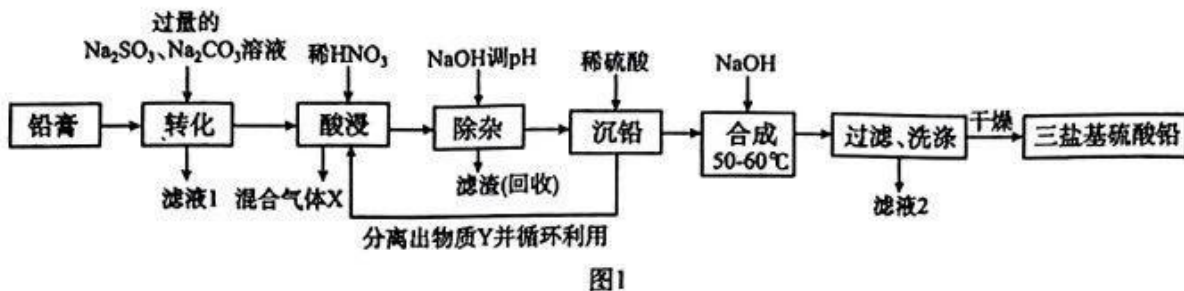 过量的
Na₂SO₃、Na₂CO₃溶液
稀HNO₃
NaOH调pH
稀硫酸
NaOH
铅膏
转化
酸浸
除杂
沉铅
合成
50-60℃
过滤、洗涤
干燥
三盐基硫酸铅
滤液1
混合气体X
滤渣(回收)
滤液2
分离出物质Y并循环利用
图1